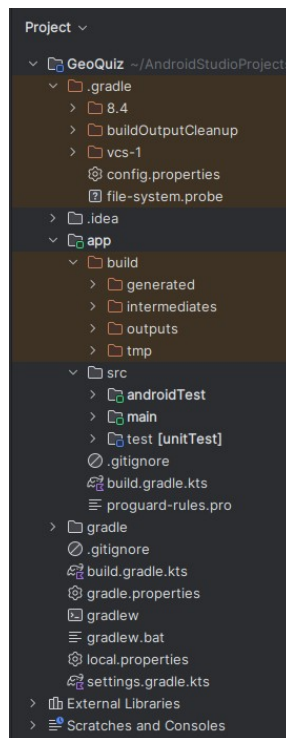 Project
GeoQuiz ~/AndroidStudioProject
.gradle
8.4
buildOutputCleanup
vcs-1
config.properties
file-system.probe
.idea
app
build
generated
intermediates
outputs
tmp
src
androidTest
main
test [unitTest]
.gitignore
build.gradle.kts
proguard-rules.pro
gradle
.gitignore
build.gradle.kts
gradle.properties
gradlew
gradlew.bat
local.properties
settings.gradle.kts
External Libraries
Scratches and Consoles